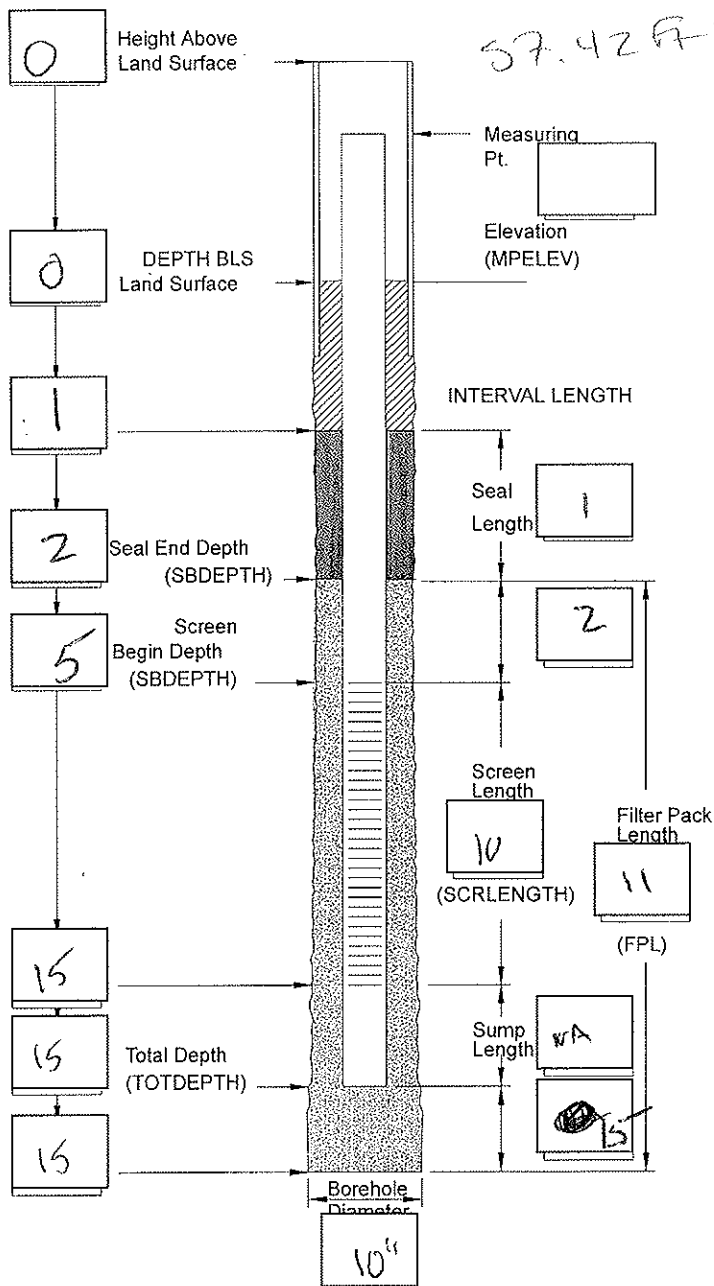 57.42 FT
0
Height Above
Land Surface
Measuring
Pt.
Elevation
(MPELEV)
0
DEPTH BLS
Land Surface
1
INTERVAL LENGTH
Seal
Length
1
2
Seal End Depth
(SBDEPTH)
2
5
Screen
Begin Depth
(SBDEPTH)
Screen
Length
10
(SCRLENGTH)
Filter Pack
Length
11
(FPL)
15
Sump
Length
NA
15
Total Depth
(TOTDEPTH)
15
15
Borehole
Diameter
10"